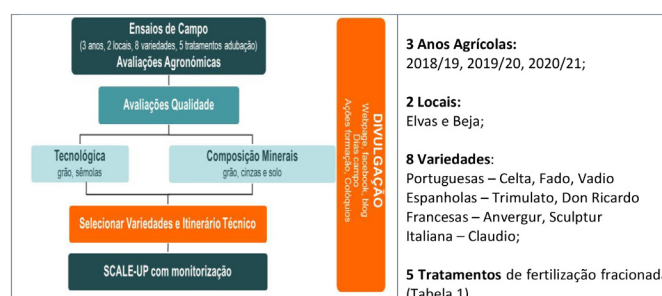 Ensaios de Campo
(3 anos, 2 locais, 8 variedades, 5 tratamentos adubação)
Avaliações Agronómicas
Avaliações Qualidade
Tecnológica
grão, sêmolas
Composição Minerais
grão, cinzas e solo
Selecionar Variedades e Itinerário Técnico
SCALE-UP com monitorização
DIVULGAÇÃO
Webpage, facebook, blog
Dias campo
Ações formação, Colóquios
3 Anos Agrícolas:
2018/19, 2019/20, 2020/21;
2 Locais:
Elvas e Beja;
8 Variedades:
Portuguesas – Celta, Fado, Vadio
Espanholas – Trimulato, Don Ricardo
Francesas – Anvergur, Sculptur
Italiana – Claudio;
5 Tratamentos de fertilização fracionada
(Tabela 1)